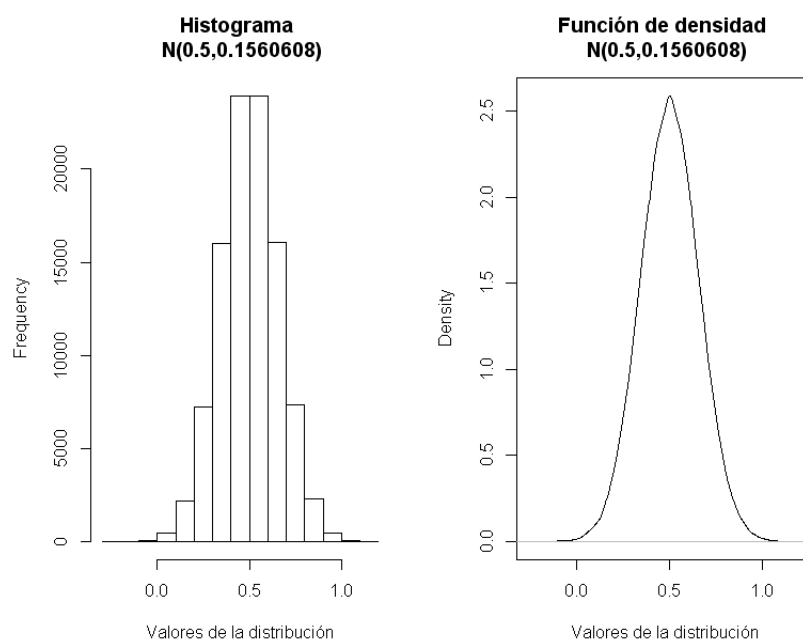 Histograma
N(0.5,0.1560608)
Frequency
20000
15000
10000
5000
0
0.0 0.5 1.0
Valores de la distribución
Función de densidad
N(0.5,0.1560608)
Density
2.5
2.0
1.5
1.0
0.5
0.0
0.0 0.5 1.0
Valores de la distribución